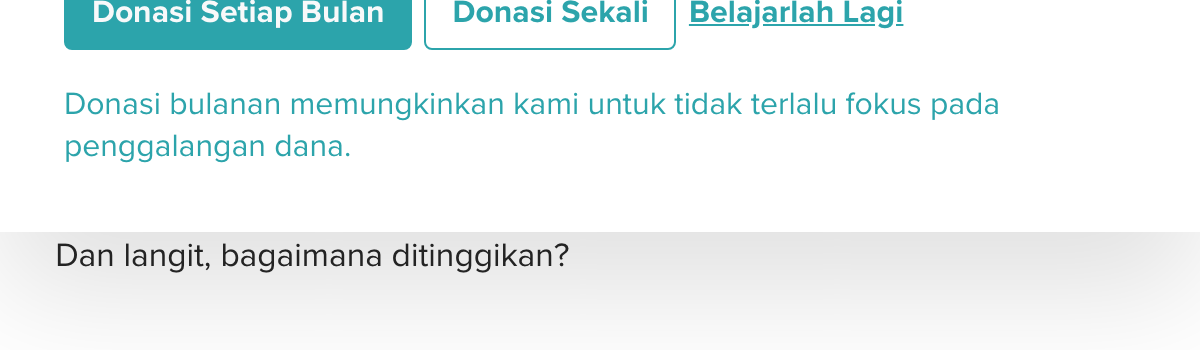 Donasi Setiap Bulan Donasi Sekali Belajarlah Lagi
Donasi bulanan memungkinkan kami untuk tidak terlalu fokus pada
penggalangan dana.
Dan langit, bagaimana ditinggikan?